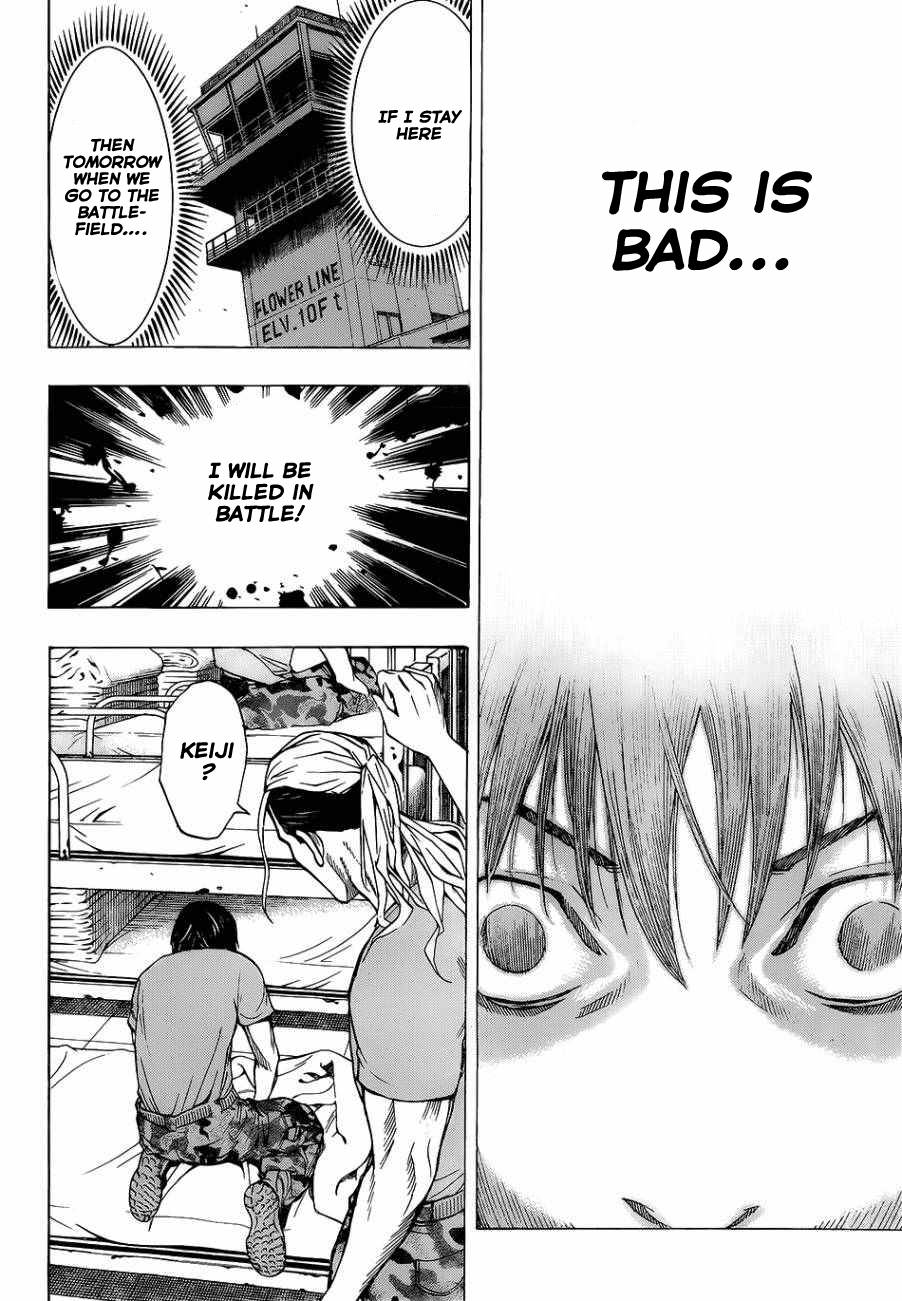 THIS IS
BAD...
IF I STAY
HERE
THEN
TOMORROW
WHEN WE
GO TO THE
BATTLE-
FIELD....
FLOWER LINE
ELV.10Ft
I WILL BE
KILLED IN
BATTLE!
KEIJI
?